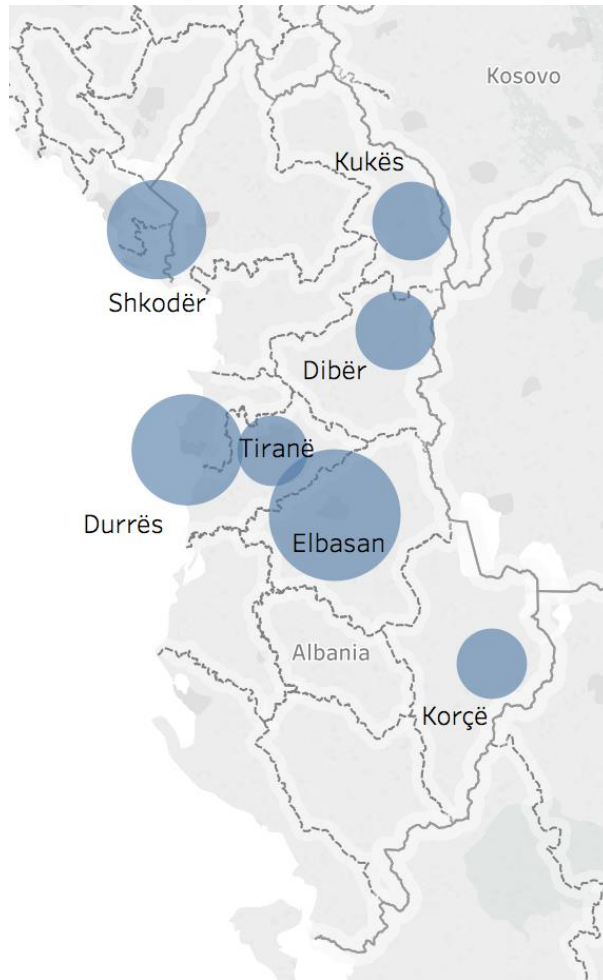 Kosovo
Kukës
Shkodër
Dibër
Tiranë
Durrës
Elbasan
Albania
Korçë